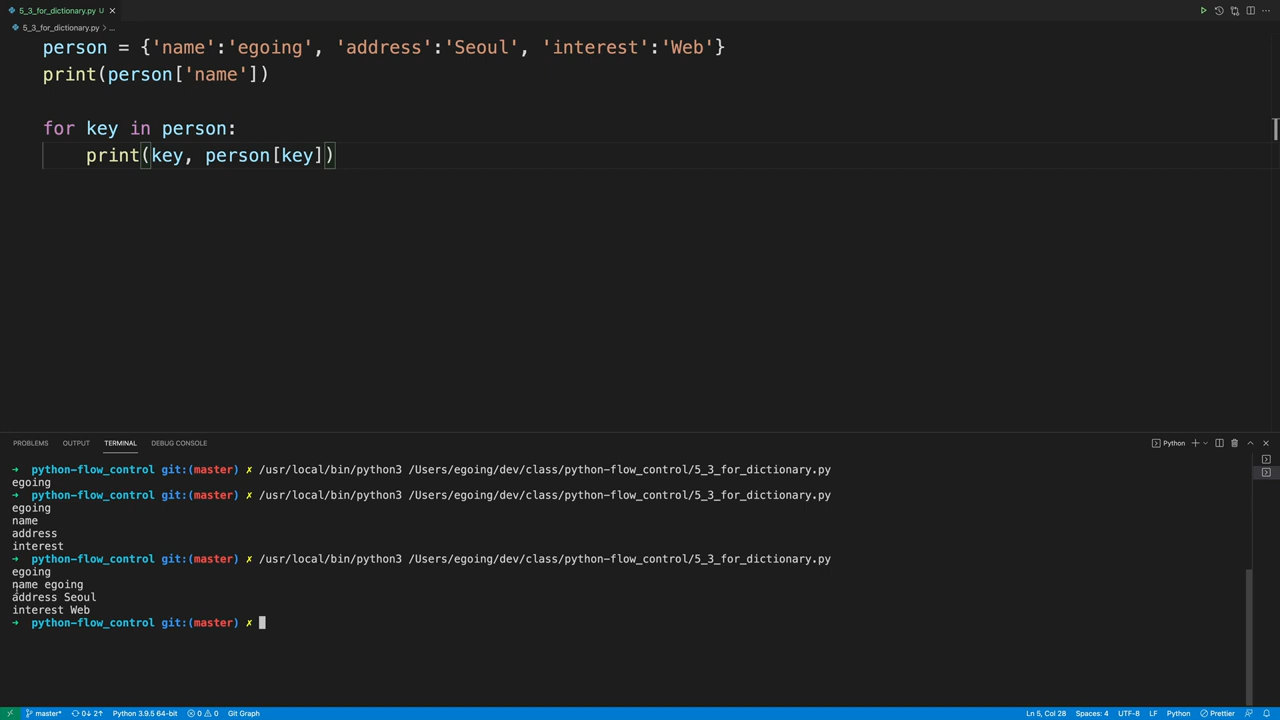 5_3_for_dictionary.py U
5_3_for_dictionary.py > ...
person = {'name':'egoing', 'address':'Seoul', 'interest':'Web'}
print(person['name'])
for key in person:
    print(key, person[key])
PROBLEMS OUTPUT TERMINAL DEBUG CONSOLE Python
→ python-flow_control git:(master) ✗ /usr/local/bin/python3 /Users/egoing/dev/class/python-flow_control/5_3_for_dictionary.py
egoing
→ python-flow_control git:(master) ✗ /usr/local/bin/python3 /Users/egoing/dev/class/python-flow_control/5_3_for_dictionary.py
egoing
name
address
interest
→ python-flow_control git:(master) ✗ /usr/local/bin/python3 /Users/egoing/dev/class/python-flow_control/5_3_for_dictionary.py
egoing
name egoing
address Seoul
interest Web
→ python-flow_control git:(master) ✗
master* 0↓ 2↑ Python 3.9.5 64-bit 0 0 Git Graph Ln 5, Col 28 Spaces: 4 UTF-8 LF Python Prettier